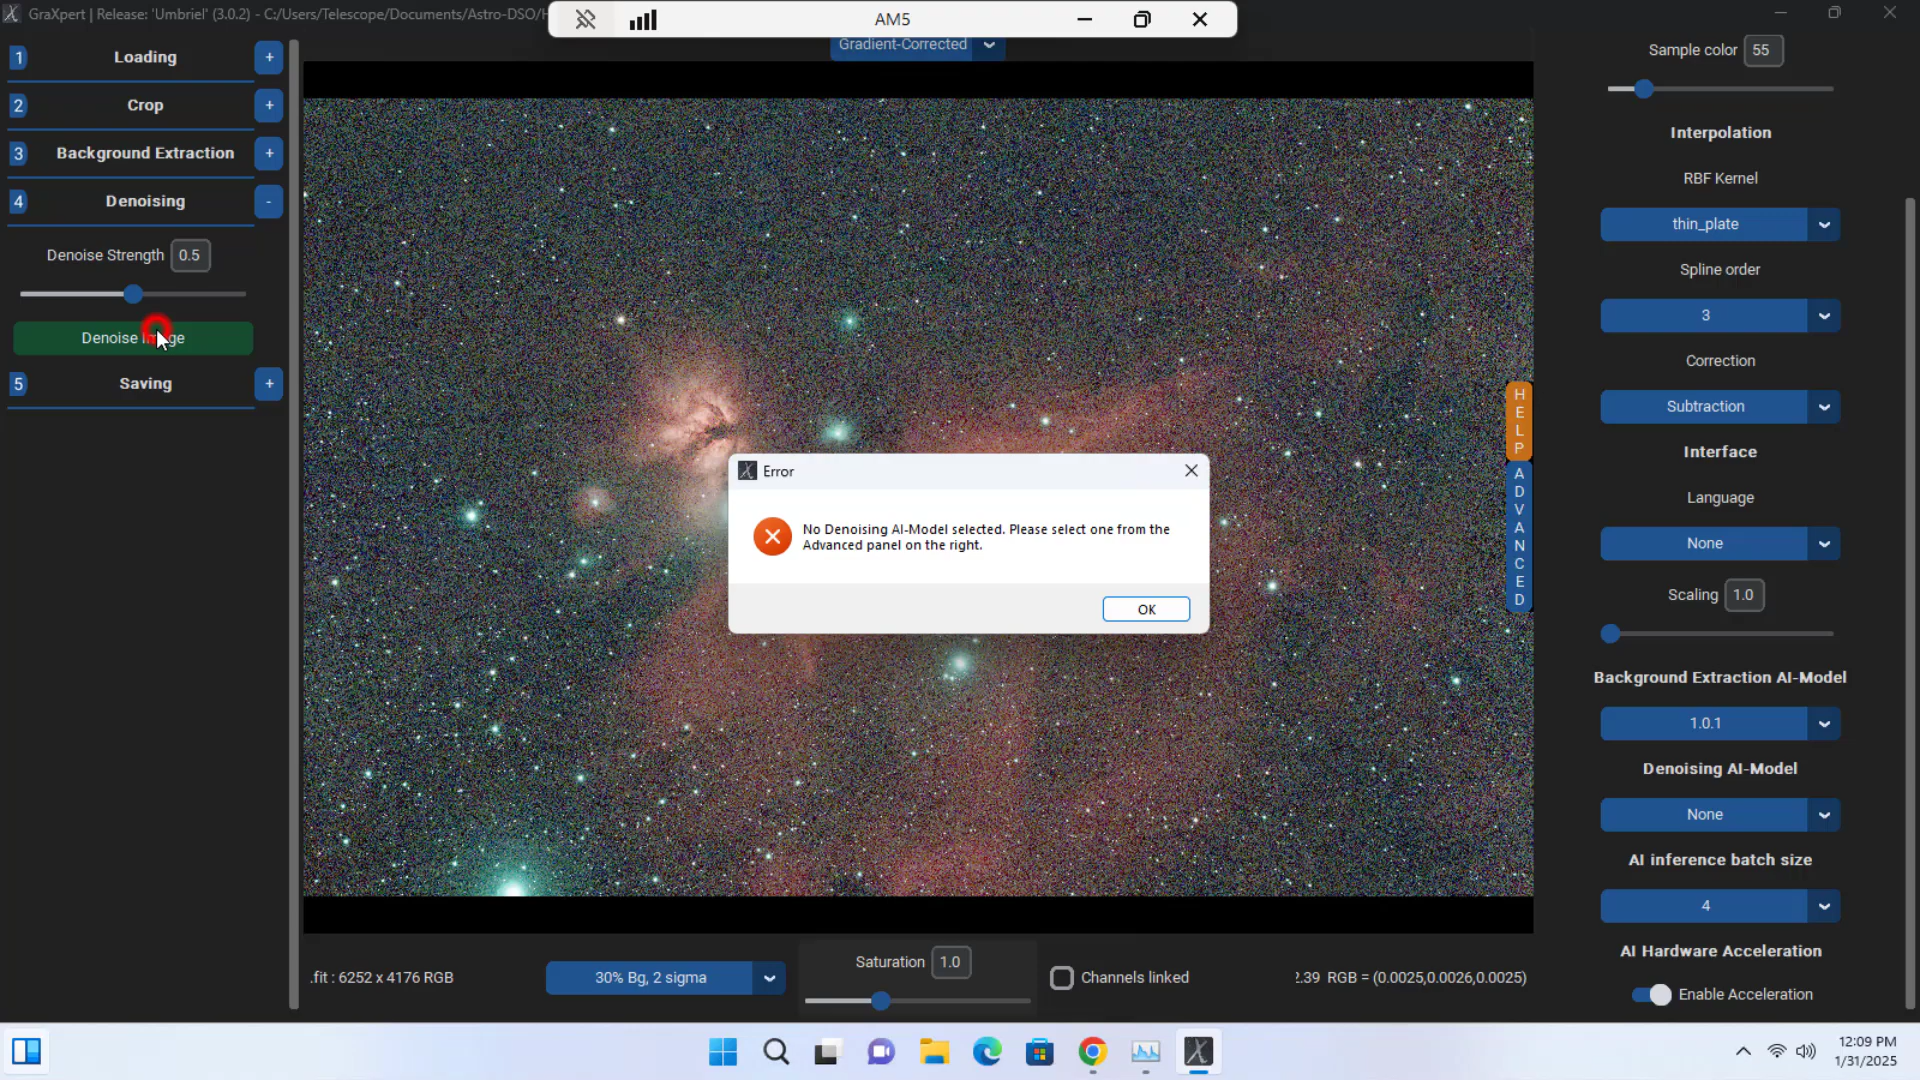 GraXpert | Release: 'Umbriel' (3.0.2) - C:/Users/Telescope/Documents/Astro-DSO/
AM5
Gradient-Corrected
1 Loading +
2 Crop +
3 Background Extraction +
4 Denoising -
Denoise Strength 0.5
Denoise Image
5 Saving +
Error
No Denoising AI-Model selected. Please select one from the
Advanced panel on the right.
OK
HELP
ADVANCED
Sample color 55
Interpolation
RBF Kernel
thin_plate
Spline order
3
Correction
Subtraction
Interface
Language
None
Scaling 1.0
Background Extraction AI-Model
1.0.1
Denoising AI-Model
None
AI inference batch size
4
AI Hardware Acceleration
Enable Acceleration
.fit : 6252 x 4176 RGB
30% Bg, 2 sigma
Saturation 1.0
Channels linked
2.39 RGB = (0.0025,0.0026,0.0025)
12:09 PM
1/31/2025